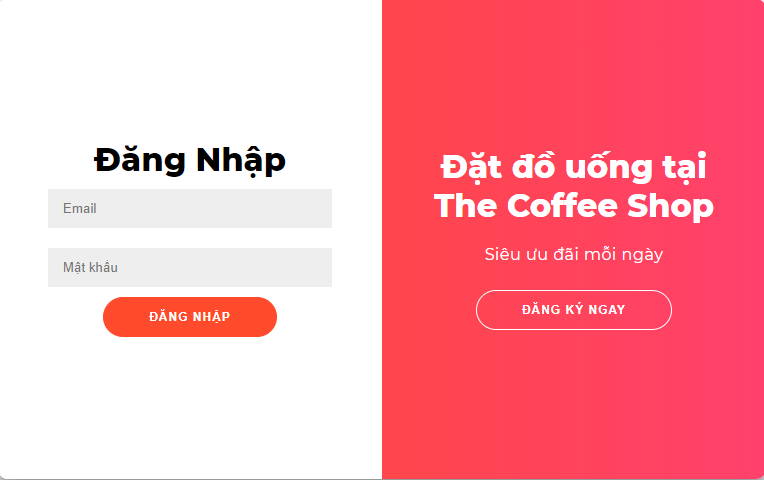 Đăng Nhập
Email
Mật khẩu
ĐĂNG NHẬP
Đặt đồ uống tại
The Coffee Shop
Siêu ưu đãi mỗi ngày
ĐĂNG KÝ NGAY